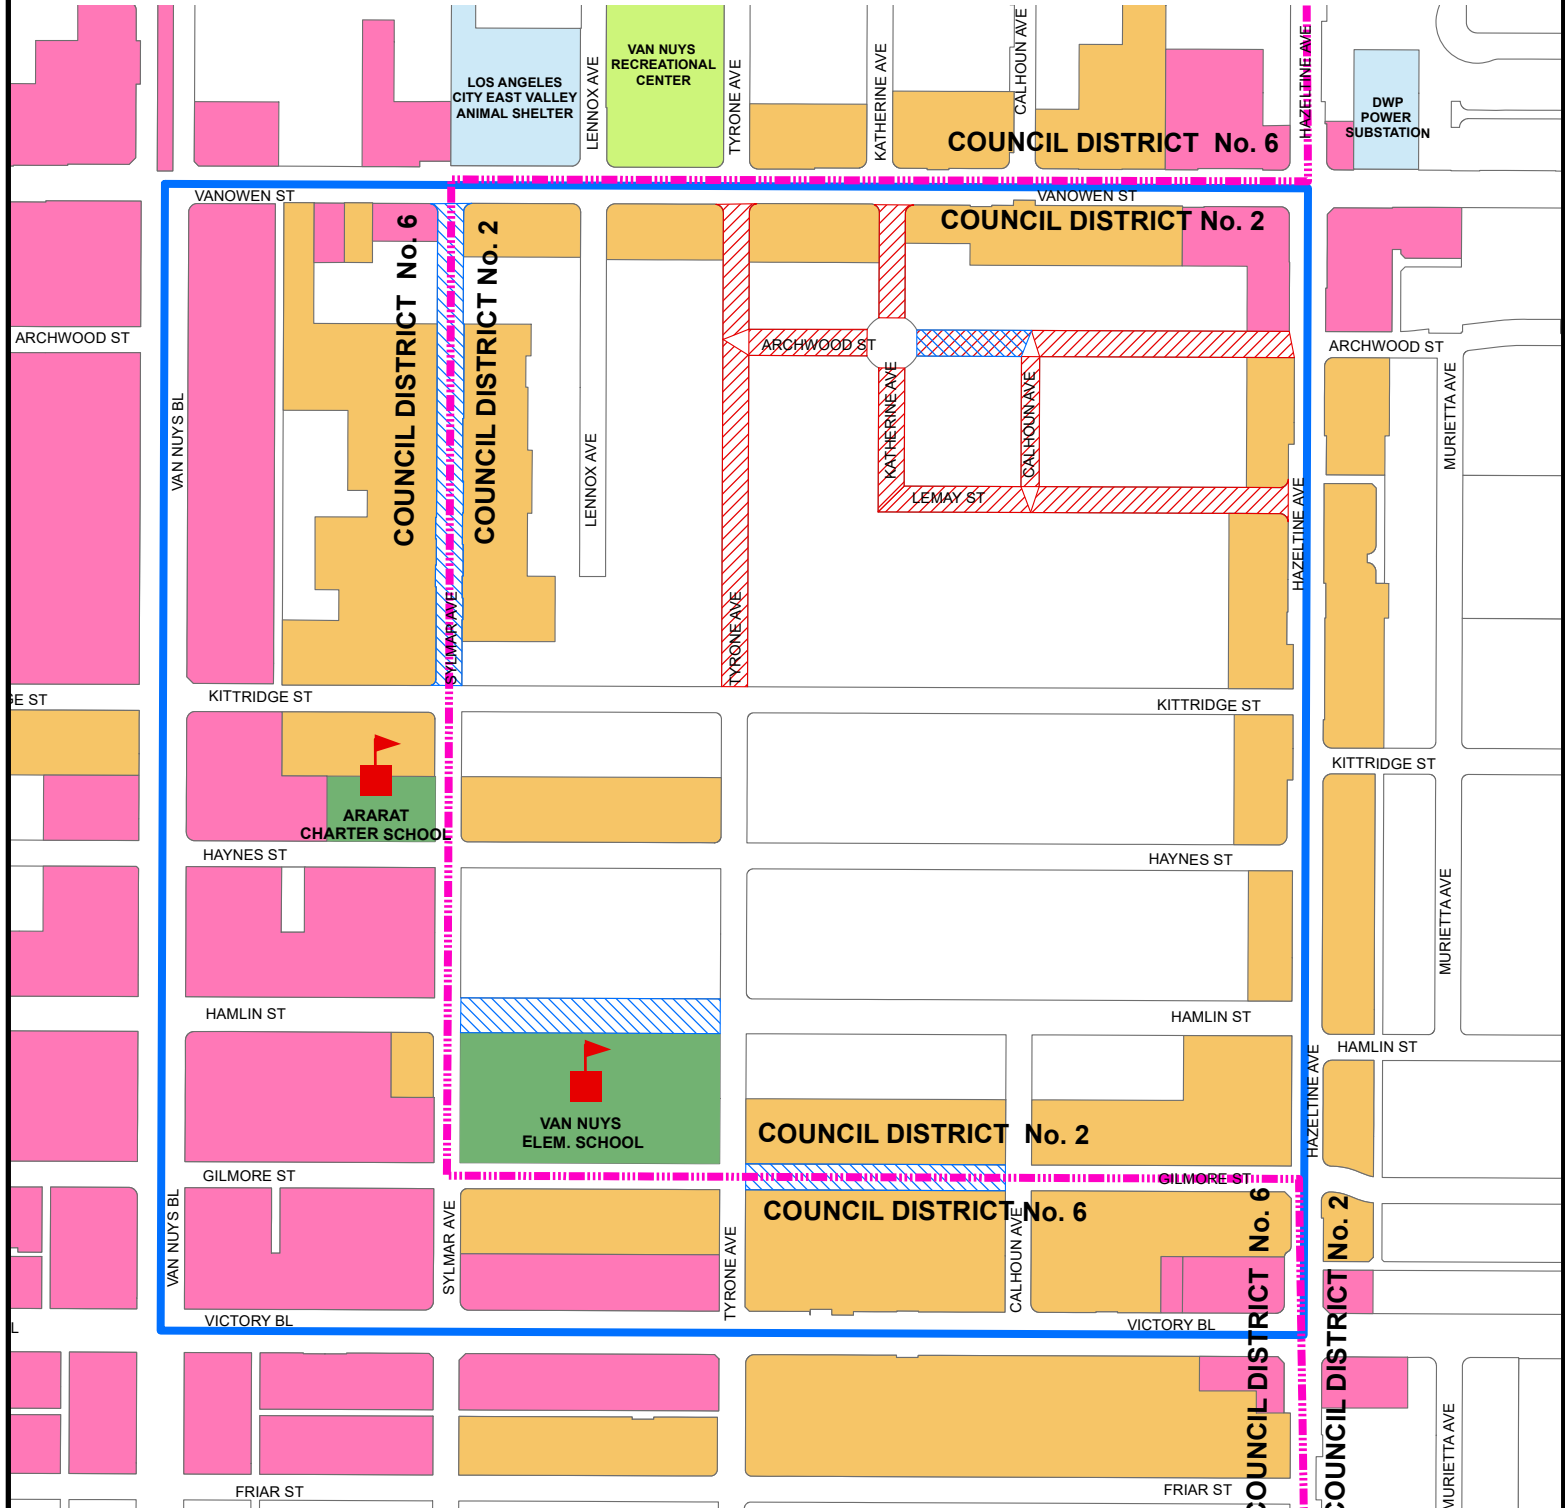 LOS ANGELES
CITY EAST VALLEY
ANIMAL SHELTER
LENNOX AVE
VAN NUYS
RECREATIONAL
CENTER
TYRONE AVE
KATHERINE AVE
CALHOUN AVE
COUNCIL DISTRICT No. 6
HAZELTINE AVE
DWP
POWER
SUBSTATION
VANOWEN ST
VANOWEN ST
COUNCIL DISTRICT No. 2
COUNCIL DISTRICT No. 6
COUNCIL DISTRICT No. 2
ARCHWOOD ST
ARCHWOOD ST
ARCHWOOD ST
VAN NUYS BL
LENNOX AVE
KATHERINE AVE
CALHOUN AVE
MURIETTA AVE
LEMAY ST
HAZELTINE AVE
SYLMAR AVE
TYRONE AVE
GE ST
KITTRIDGE ST
KITTRIDGE ST
KITTRIDGE ST
ARARAT
CHARTER SCHOOL
HAYNES ST
HAYNES ST
MURIETTA AVE
HAMLIN ST
HAMLIN ST
HAMLIN ST
HAZELTINE AVE
VAN NUYS
ELEM. SCHOOL
COUNCIL DISTRICT No. 2
GILMORE ST
GILMORE ST
VAN NUYS BL
SYLMAR AVE
TYRONE AVE
COUNCIL DISTRICT No. 6
CALHOUN AVE
COUNCIL DISTRICT No. 6
COUNCIL DISTRICT No. 2
L
VICTORY BL
VICTORY BL
MURIETTA AVE
FRIAR ST
FRIAR ST